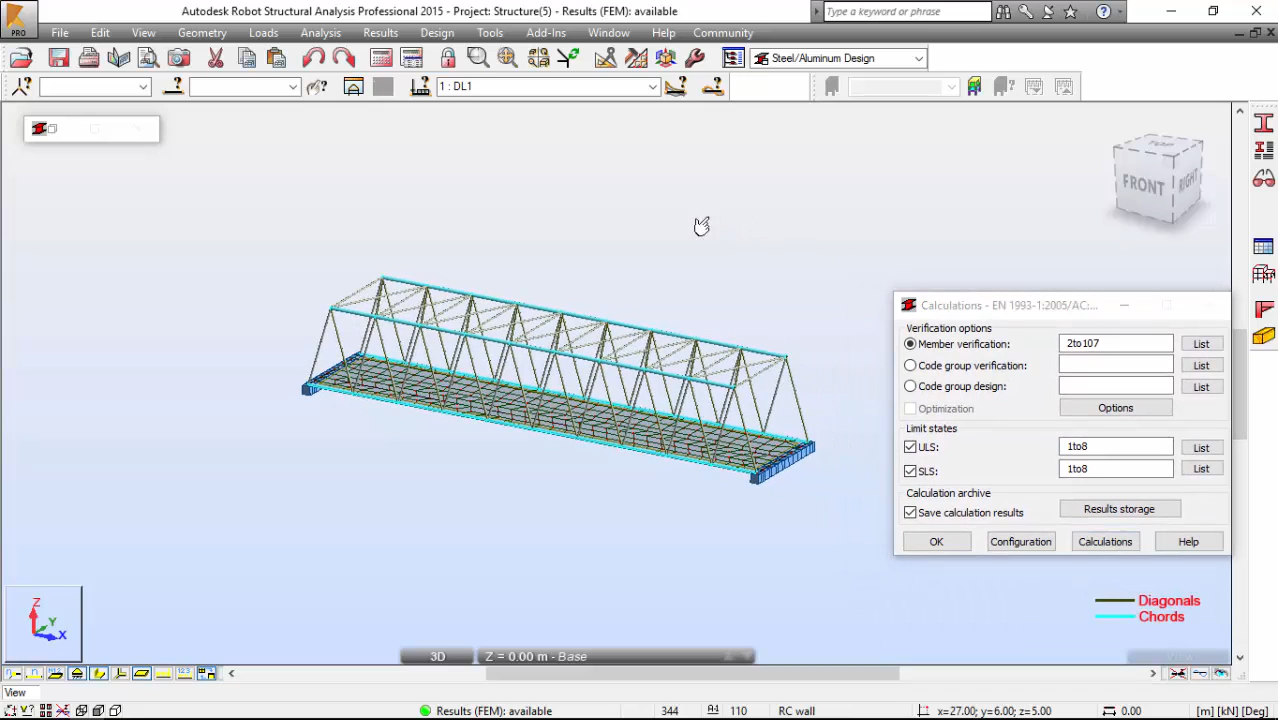 Autodesk Robot Structural Analysis Professional 2015 - Project: Structure(5) - Results (FEM): available
Type a keyword or phrase
PRO
File Edit View Geometry Loads Analysis Results Design Tools Add-Ins Window Help Community
Steel/Aluminum Design
1 : DL1
TOP
FRONT
RIGHT
Calculations - EN 1993-1:2005/AC:...
Verification options
Member verification: 2to107 List
Code group verification: List
Code group design: List
Optimization Options
Limit states
ULS: 1to8 List
SLS: 1to8 List
Calculation archive
Save calculation results Results storage
OK Configuration Calculations Help
Diagonals
Chords
Z
Y
X
3D Z = 0.00 m - Base
View
Results (FEM): available 344 110 RC wall x=27.00; y=6.00; z=5.00 0.00 [m] [kN] [Deg]